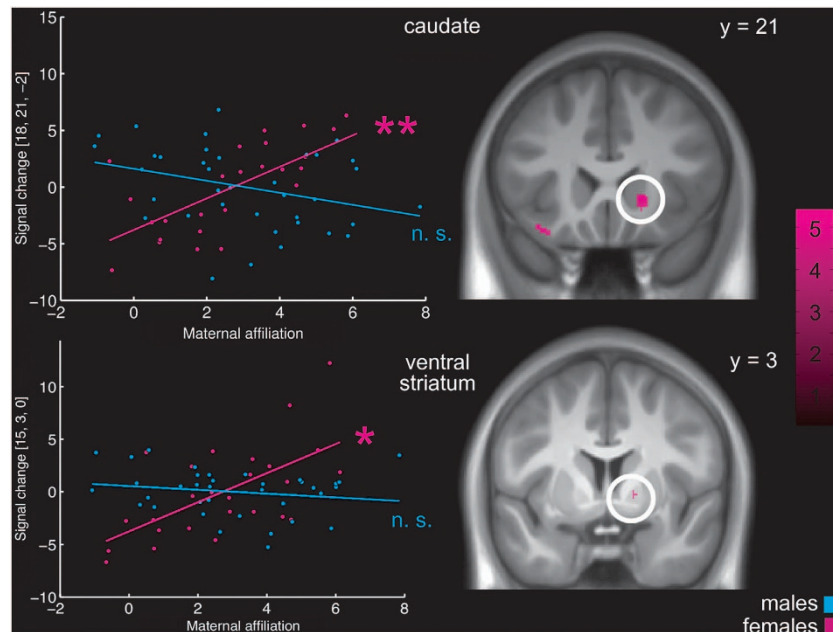 caudate
y = 21
15
10
5
0
-5
-10
Signal change [18, 21, -2]
**
n. s.
-2
0
2
4
6
8
Maternal affiliation
5
4
3
2
1
ventral
striatum
y = 3
15
10
5
0
-5
-10
Signal change [15, 3, 0]
*
n. s.
-2
0
2
4
6
8
Maternal affiliation
males
females